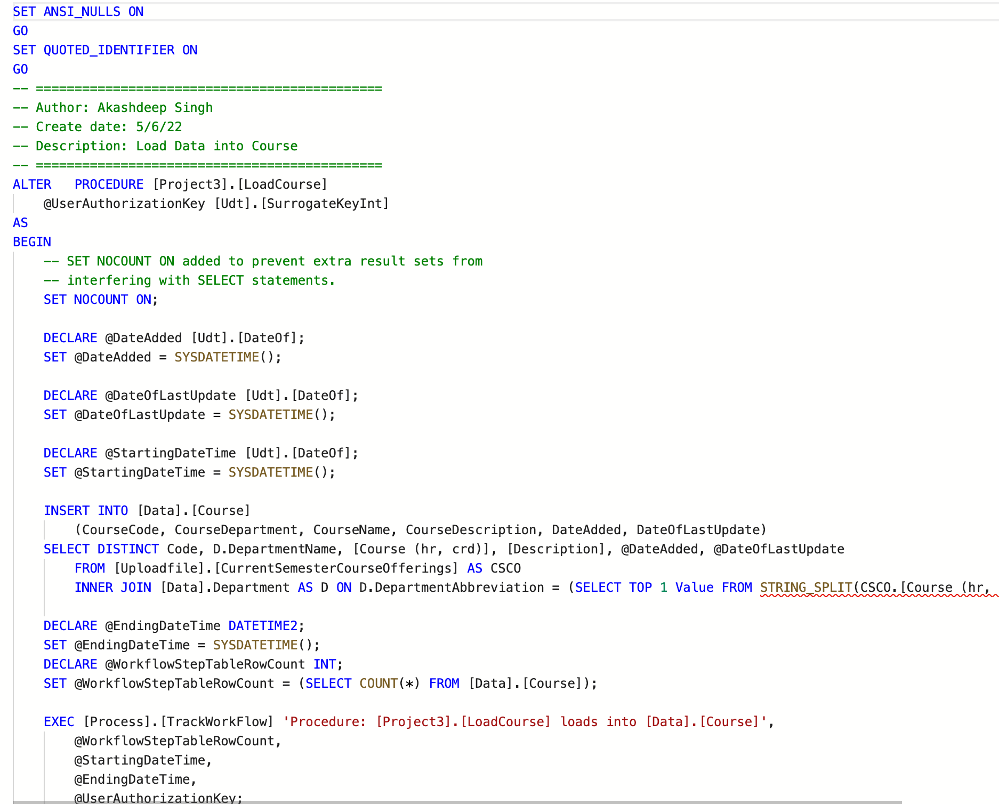 SET ANSI_NULLS ON
GO
SET QUOTED_IDENTIFIER ON
GO
-- =============================================
-- Author: Akashdeep Singh
-- Create date: 5/6/22
-- Description: Load Data into Course
-- =============================================
ALTER   PROCEDURE [Project3].[LoadCourse]
    @UserAuthorizationKey [Udt].[SurrogateKeyInt]
AS
BEGIN
    -- SET NOCOUNT ON added to prevent extra result sets from
    -- interfering with SELECT statements.
    SET NOCOUNT ON;

    DECLARE @DateAdded [Udt].[DateOf];
    SET @DateAdded = SYSDATETIME();

    DECLARE @DateOfLastUpdate [Udt].[DateOf];
    SET @DateOfLastUpdate = SYSDATETIME();

    DECLARE @StartingDateTime [Udt].[DateOf];
    SET @StartingDateTime = SYSDATETIME();

    INSERT INTO [Data].[Course]
        (CourseCode, CourseDepartment, CourseName, CourseDescription, DateAdded, DateOfLastUpdate)
    SELECT DISTINCT Code, D.DepartmentName, [Course (hr, crd)], [Description], @DateAdded, @DateOfLastUpdate
        FROM [Uploadfile].[CurrentSemesterCourseOfferings] AS CSCO
        INNER JOIN [Data].Department AS D ON D.DepartmentAbbreviation = (SELECT TOP 1 Value FROM STRING_SPLIT(CSCO.[Course (hr,

    DECLARE @EndingDateTime DATETIME2;
    SET @EndingDateTime = SYSDATETIME();
    DECLARE @WorkflowStepTableRowCount INT;
    SET @WorkflowStepTableRowCount = (SELECT COUNT(*) FROM [Data].[Course]);

    EXEC [Process].[TrackWorkFlow] 'Procedure: [Project3].[LoadCourse] loads into [Data].[Course]',
        @WorkflowStepTableRowCount,
        @StartingDateTime,
        @EndingDateTime,
        @UserAuthorizationKey;